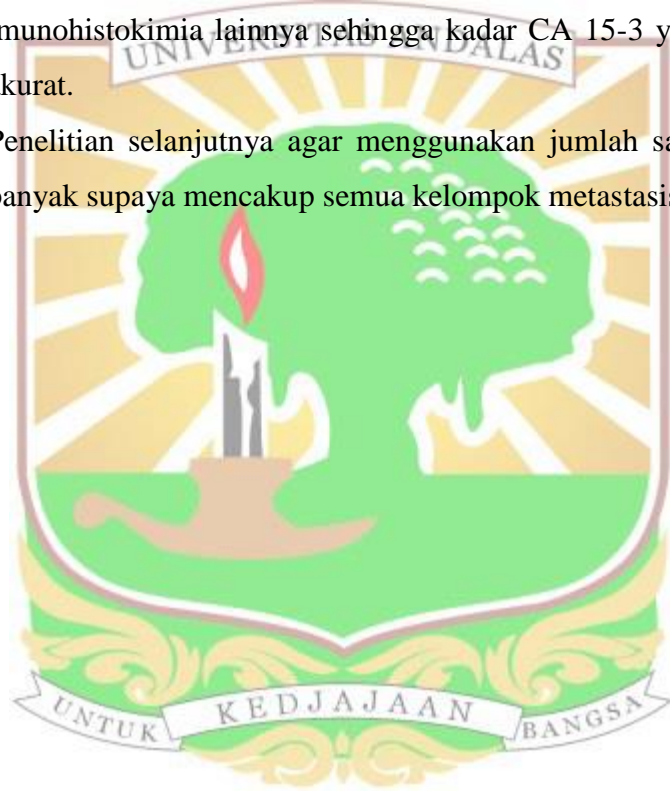 munohistokimia lainnya sehingga kadar CA 15-3 y
UNIVERSITAS ANDALAS
kurat.
Penelitian selanjutnya agar menggunakan jumlah sa
banyak supaya mencakup semua kelompok metastasis
UNTUK KEDJAJAAN BANGSA